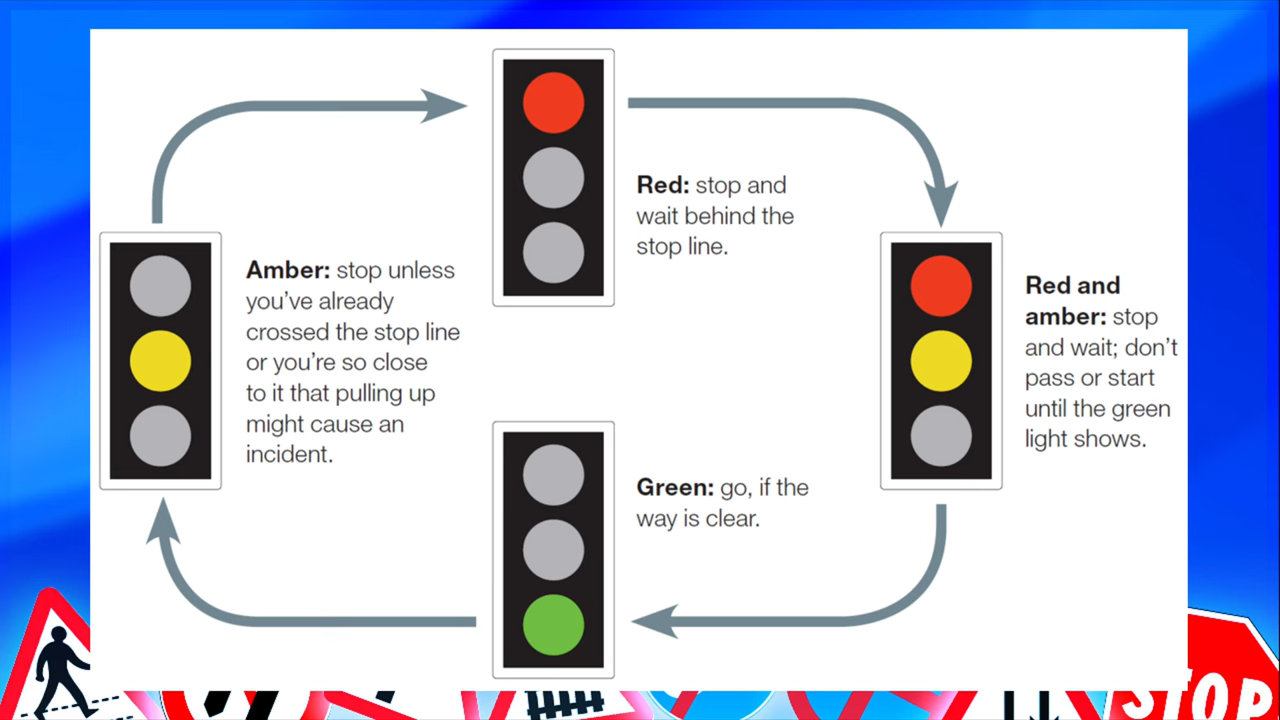 Red: stop and
wait behind the
stop line.
Amber: stop unless
you've already
crossed the stop line
or you're so close
to it that pulling up
might cause an
incident.
Red and
amber: stop
and wait; don't
pass or start
until the green
light shows.
Green: go, if the
way is clear.
STOP